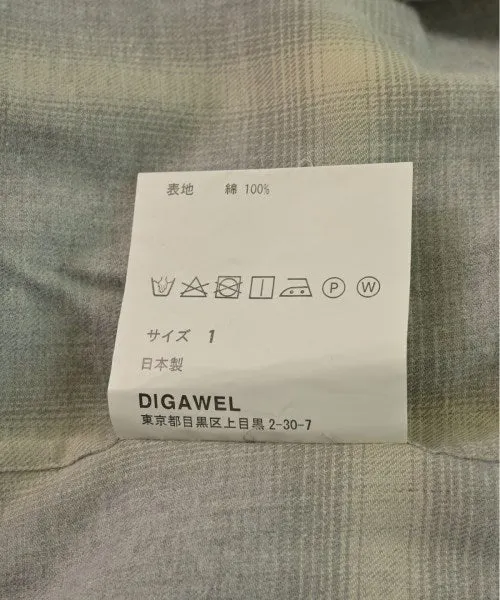 表地 綿 100%
P W
サイズ 1
日本製
DIGAWEL
東京都目黒区上目黒 2-30-7